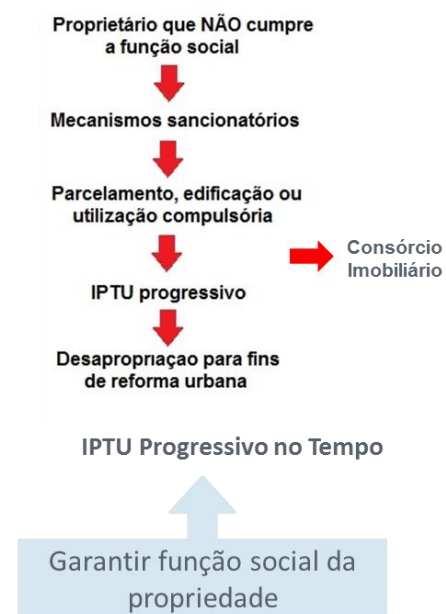 Proprietário que NÃO cumpre
a função social
Mecanismos sancionatórios
Parcelamento, edificação ou
utilização compulsória
Consórcio
Imobiliário
IPTU progressivo
Desapropriaçao para fins
de reforma urbana
IPTU Progressivo no Tempo
Garantir função social da
propriedade